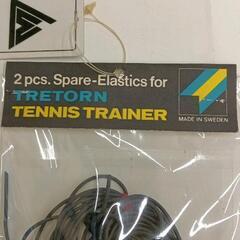 2 pcs. Spare-Elastics for
TRETORN
TENNIS TRAINER
MADE IN SWEDEN